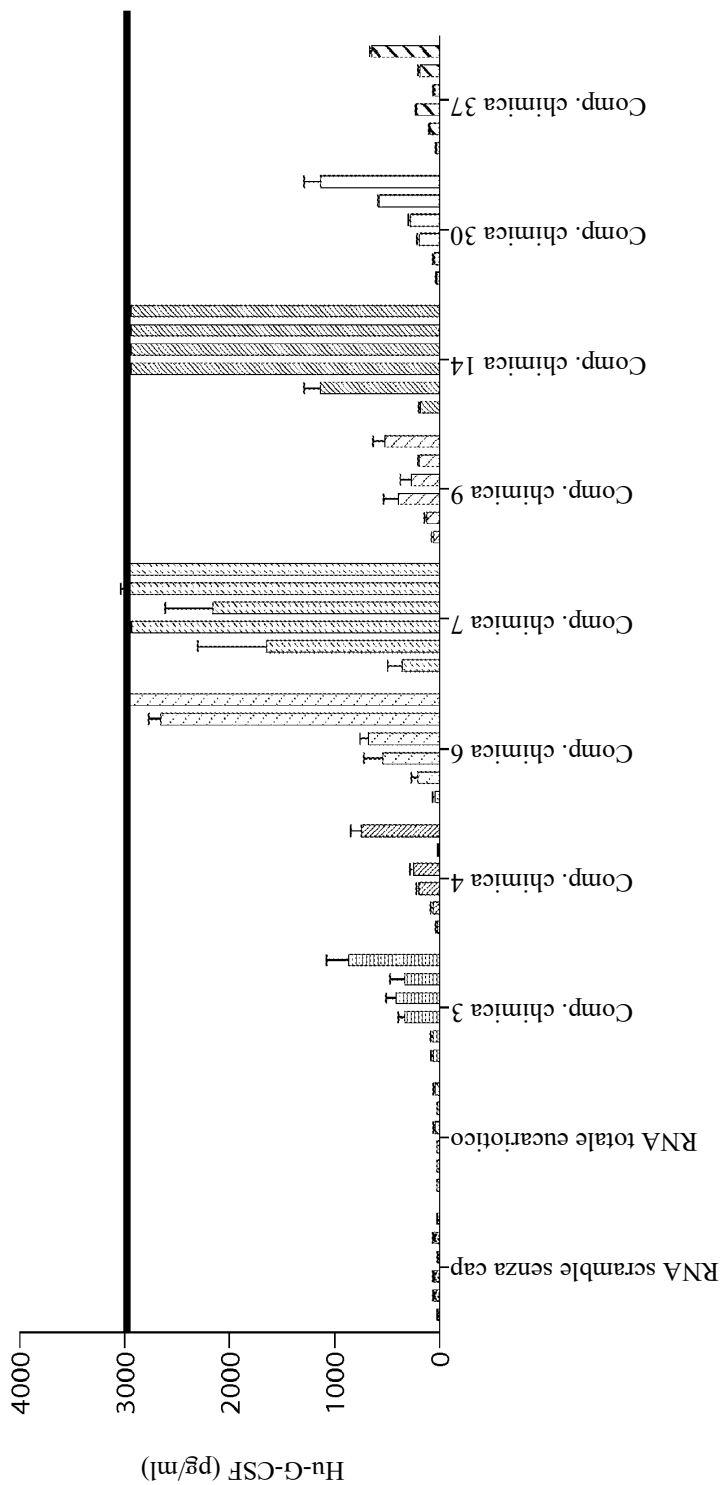 Hu-G-CSF (pg/ml)
4000
3000
2000
1000
0
RNA scramble senza cap
RNA totale eucariotico
Comp. chimica 3
Comp. chimica 4
Comp. chimica 6
Comp. chimica 7
Comp. chimica 9
Comp. chimica 14
Comp. chimica 30
Comp. chimica 37